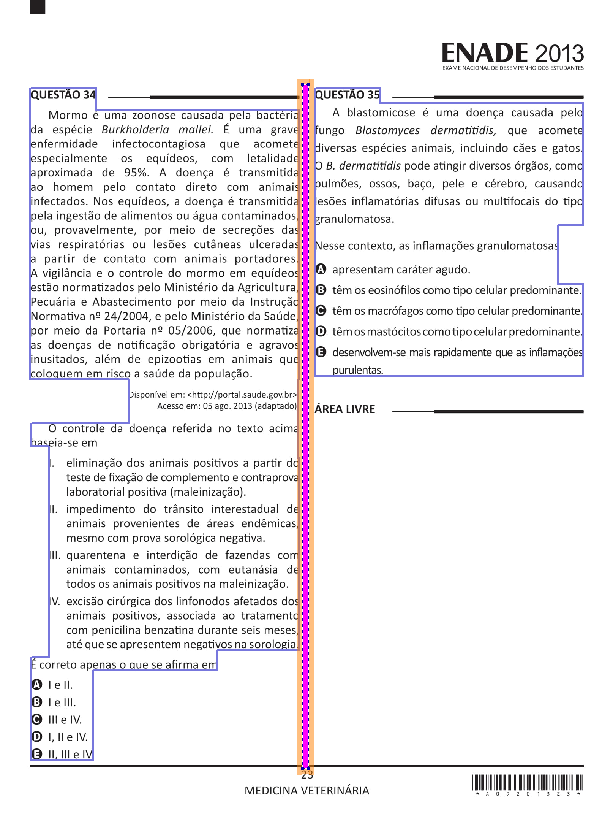 ENADE 2013
EXAME NACIONAL DE DESEMPENHO DOS ESTUDANTES
QUESTÃO 34
Mormo é uma zoonose causada pela bactéria
da espécie Burkholderia mallei. É uma grave
enfermidade infectocontagiosa que acomete
especialmente os equídeos, com letalidade
aproximada de 95%. A doença é transmitida
ao homem pelo contato direto com animais
infectados. Nos equídeos, a doença é transmitida
pela ingestão de alimentos ou água contaminados,
ou, provavelmente, por meio de secreções das
vias respiratórias ou lesões cutâneas ulceradas
a partir de contato com animais portadores.
A vigilância e o controle do mormo em equídeos
estão normatizados pelo Ministério da Agricultura,
Pecuária e Abastecimento por meio da Instrução
Normativa nº 24/2004, e pelo Ministério da Saúde,
por meio da Portaria nº 05/2006, que normatiza
as doenças de notificação obrigatória e agravos
inusitados, além de epizootias em animais que
coloquem em risco a saúde da população.
Disponível em: <http://portal.saude.gov.br>
Acesso em: 05 ago. 2013 (adaptado)
O controle da doença referida no texto acima
baseia-se em
I. eliminação dos animais positivos a partir do
teste de fixação de complemento e contraprova
laboratorial positiva (maleinização).
II. impedimento do trânsito interestadual de
animais provenientes de áreas endêmicas,
mesmo com prova sorológica negativa.
III. quarentena e interdição de fazendas com
animais contaminados, com eutanásia de
todos os animais positivos na maleinização.
IV. excisão cirúrgica dos linfonodos afetados dos
animais positivos, associada ao tratamento
com penicilina benzatina durante seis meses,
até que se apresentem negativos na sorologia.
É correto apenas o que se afirma em
A I e II.
B I e III.
C III e IV.
D I, II e IV.
E II, III e IV
QUESTÃO 35
A blastomicose é uma doença causada pelo
fungo Blastomyces dermatitidis, que acomete
diversas espécies animais, incluindo cães e gatos.
O B. dermatitidis pode atingir diversos órgãos, como
pulmões, ossos, baço, pele e cérebro, causando
lesões inflamatórias difusas ou multifocais do tipo
granulomatosa.
Nesse contexto, as inflamações granulomatosas
A apresentam caráter agudo.
B têm os eosinófilos como tipo celular predominante.
C têm os macrófagos como tipo celular predominante.
D têm os mastócitos como tipo celular predominante.
E desenvolvem-se mais rapidamente que as inflamações
purulentas.
ÁREA LIVRE
23
MEDICINA VETERINÁRIA